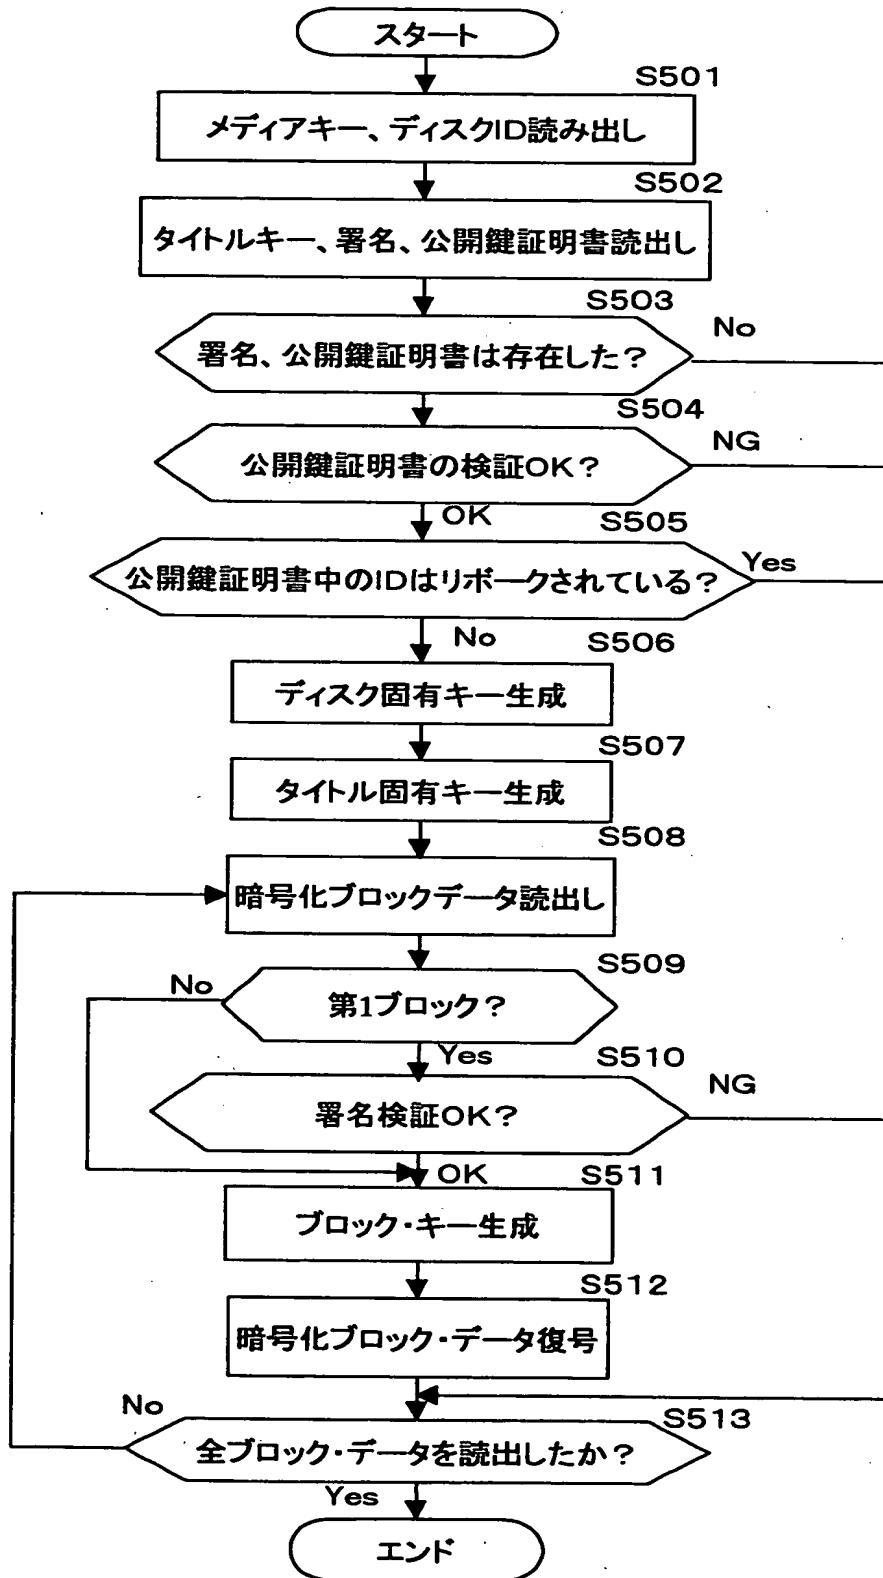 スタート
S501
メディアキー、ディスクID読み出し
S502
タイトルキー、署名、公開鍵証明書読出し
S503
署名、公開鍵証明書は存在した?
No
S504
公開鍵証明書の検証OK?
NG
OK
S505
公開鍵証明書中のIDはリボークされている?
Yes
No
S506
ディスク固有キー生成
S507
タイトル固有キー生成
S508
暗号化ブロックデータ読出し
S509
No
第1ブロック?
Yes
S510
署名検証OK?
NG
OK
S511
ブロック・キー生成
S512
暗号化ブロック・データ復号
No
S513
全ブロック・データを読出したか?
Yes
エンド